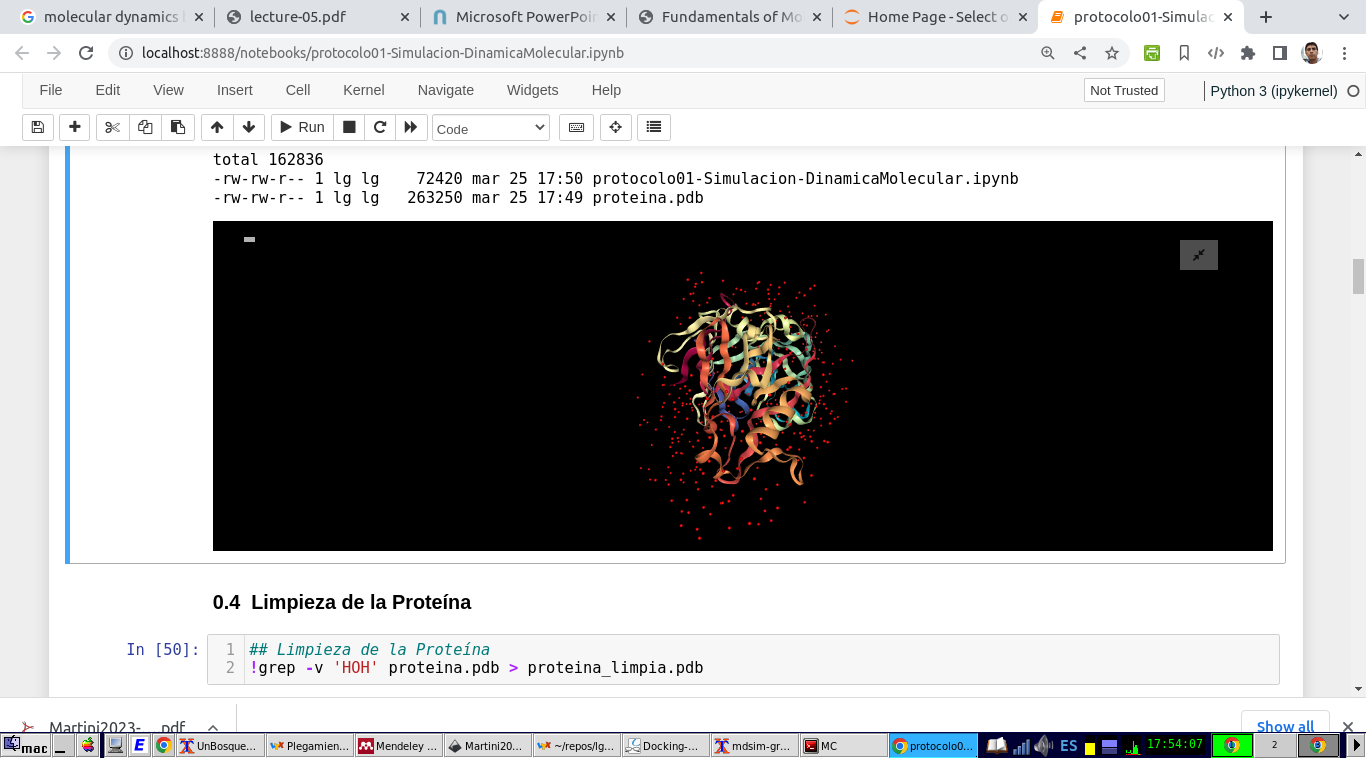 molecular dynamics
lecture-05.pdf
Microsoft PowerPoin
Fundamentals of Mo
Home Page - Select o
protocolo01-Simulac
localhost:8888/notebooks/protocolo01-Simulacion-DinamicaMolecular.ipynb
File Edit View Insert Cell Kernel Navigate Widgets Help
Not Trusted
Python 3 (ipykernel)
Run
Code
total 162836
-rw-rw-r-- 1 lg lg 72420 mar 25 17:50 protocolo01-Simulacion-DinamicaMolecular.ipynb
-rw-rw-r-- 1 lg lg 263250 mar 25 17:49 proteina.pdb
0.4 Limpieza de la Proteína
In [50]:
1 ## Limpieza de la Proteína
2 !grep -v 'HOH' proteina.pdb > proteina_limpia.pdb
Martini2023-....pdf
Show all
mac
UnBosque...
Plegamien...
Mendeley ...
Martini20...
~/repos/lg...
Docking-...
mdsim-gr...
MC
protocolo0...
ES
17:54:07
2